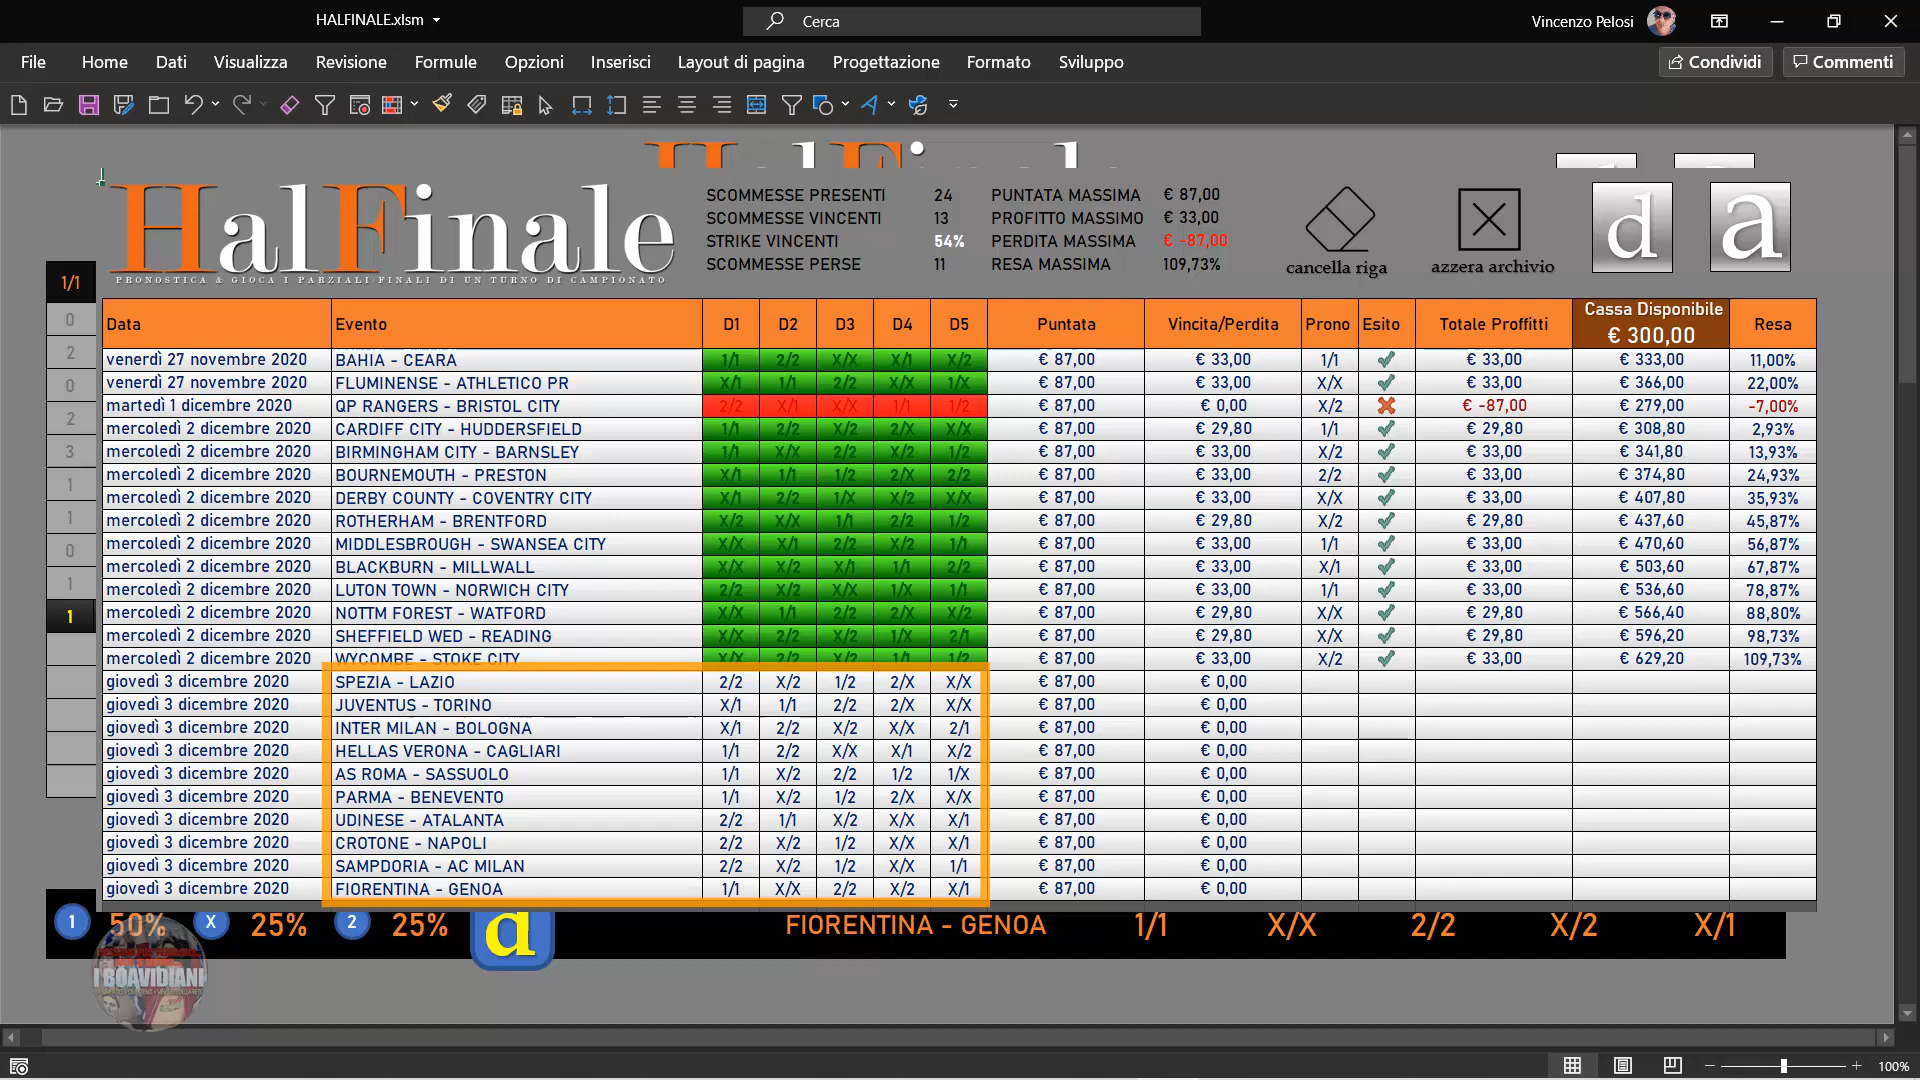 HALFINALE.xlsm
Cerca
Vincenzo Pelosi
File Home Dati Visualizza Revisione Formule Opzioni Inserisci Layout di pagina Progettazione Formato Sviluppo
Condividi Commenti
HalFinale
PRONOSTICA & GIOCA I PARZIALI/FINALI DI UN TURNO DI CAMPIONATO
SCOMMESSE PRESENTI 24 PUNTATA MASSIMA € 87,00
SCOMMESSE VINCENTI 13 PROFITTO MASSIMO € 33,00
STRIKE VINCENTI 54% PERDITA MASSIMA € -87,00
SCOMMESSE PERSE 11 RESA MASSIMA 109,73%
cancella riga
azzera archivio
d
a
1/1
0
2
0
2
3
1
1
0
1
1
Data Evento D1 D2 D3 D4 D5 Puntata Vincita/Perdita Prono Esito Totale Proffitti Cassa Disponibile € 300,00 Resa
venerdì 27 novembre 2020 BAHIA - CEARA 1/1 2/2 X/X X/1 X/2 € 87,00 € 33,00 1/1 € 33,00 € 333,00 11,00%
venerdì 27 novembre 2020 FLUMINENSE - ATHLETICO PR X/1 1/1 2/2 X/X 1/X € 87,00 € 33,00 X/X € 33,00 € 366,00 22,00%
martedì 1 dicembre 2020 QP RANGERS - BRISTOL CITY 2/2 X/1 X/X 1/1 1/2 € 87,00 € 0,00 X/2 € -87,00 € 279,00 -7,00%
mercoledì 2 dicembre 2020 CARDIFF CITY - HUDDERSFIELD 1/1 2/2 X/2 2/X X/X € 87,00 € 29,80 1/1 € 29,80 € 308,80 2,93%
mercoledì 2 dicembre 2020 BIRMINGHAM CITY - BARNSLEY 1/1 X/X 2/2 X/2 1/2 € 87,00 € 33,00 X/2 € 33,00 € 341,80 13,93%
mercoledì 2 dicembre 2020 BOURNEMOUTH - PRESTON X/1 1/1 1/2 2/X 2/2 € 87,00 € 33,00 2/2 € 33,00 € 374,80 24,93%
mercoledì 2 dicembre 2020 DERBY COUNTY - COVENTRY CITY X/1 2/2 1/X X/2 X/X € 87,00 € 33,00 X/X € 33,00 € 407,80 35,93%
mercoledì 2 dicembre 2020 ROTHERHAM - BRENTFORD X/2 X/X 1/1 2/2 1/2 € 87,00 € 29,80 X/2 € 29,80 € 437,60 45,87%
mercoledì 2 dicembre 2020 MIDDLESBROUGH - SWANSEA CITY X/X X/1 2/2 X/2 1/1 € 87,00 € 33,00 1/1 € 33,00 € 470,60 56,87%
mercoledì 2 dicembre 2020 BLACKBURN - MILLWALL X/X X/2 X/1 1/1 2/2 € 87,00 € 33,00 X/1 € 33,00 € 503,60 67,87%
mercoledì 2 dicembre 2020 LUTON TOWN - NORWICH CITY 2/2 X/2 X/X 1/X 1/1 € 87,00 € 33,00 1/1 € 33,00 € 536,60 78,87%
mercoledì 2 dicembre 2020 NOTTM FOREST - WATFORD X/X 1/1 2/2 2/X X/2 € 87,00 € 29,80 X/X € 29,80 € 566,40 88,80%
mercoledì 2 dicembre 2020 SHEFFIELD WED - READING X/X 2/2 X/2 1/X 2/1 € 87,00 € 29,80 X/X € 29,80 € 596,20 98,73%
mercoledì 2 dicembre 2020 WYCOMBE - STOKE CITY X/X 2/2 X/2 1/1 1/2 € 87,00 € 33,00 X/2 € 33,00 € 629,20 109,73%
giovedì 3 dicembre 2020 SPEZIA - LAZIO 2/2 X/2 1/2 2/X X/X € 87,00 € 0,00
giovedì 3 dicembre 2020 JUVENTUS - TORINO X/1 1/1 2/2 2/X X/X € 87,00 € 0,00
giovedì 3 dicembre 2020 INTER MILAN - BOLOGNA X/1 2/2 X/2 X/X 2/1 € 87,00 € 0,00
giovedì 3 dicembre 2020 HELLAS VERONA - CAGLIARI 1/1 2/2 X/X X/1 X/2 € 87,00 € 0,00
giovedì 3 dicembre 2020 AS ROMA - SASSUOLO 1/1 X/2 2/2 1/2 1/X € 87,00 € 0,00
giovedì 3 dicembre 2020 PARMA - BENEVENTO 1/1 X/2 1/2 2/X X/X € 87,00 € 0,00
giovedì 3 dicembre 2020 UDINESE - ATALANTA 2/2 1/1 X/2 X/X X/1 € 87,00 € 0,00
giovedì 3 dicembre 2020 CROTONE - NAPOLI 2/2 X/2 1/2 X/X X/1 € 87,00 € 0,00
giovedì 3 dicembre 2020 SAMPDORIA - AC MILAN 2/2 X/2 1/2 X/X 1/1 € 87,00 € 0,00
giovedì 3 dicembre 2020 FIORENTINA - GENOA 1/1 X/X 2/2 X/2 X/1 € 87,00 € 0,00
1 50% X 25% 2 25% d FIORENTINA - GENOA 1/1 X/X 2/2 X/2 X/1
I BOAVIDIANI
100%